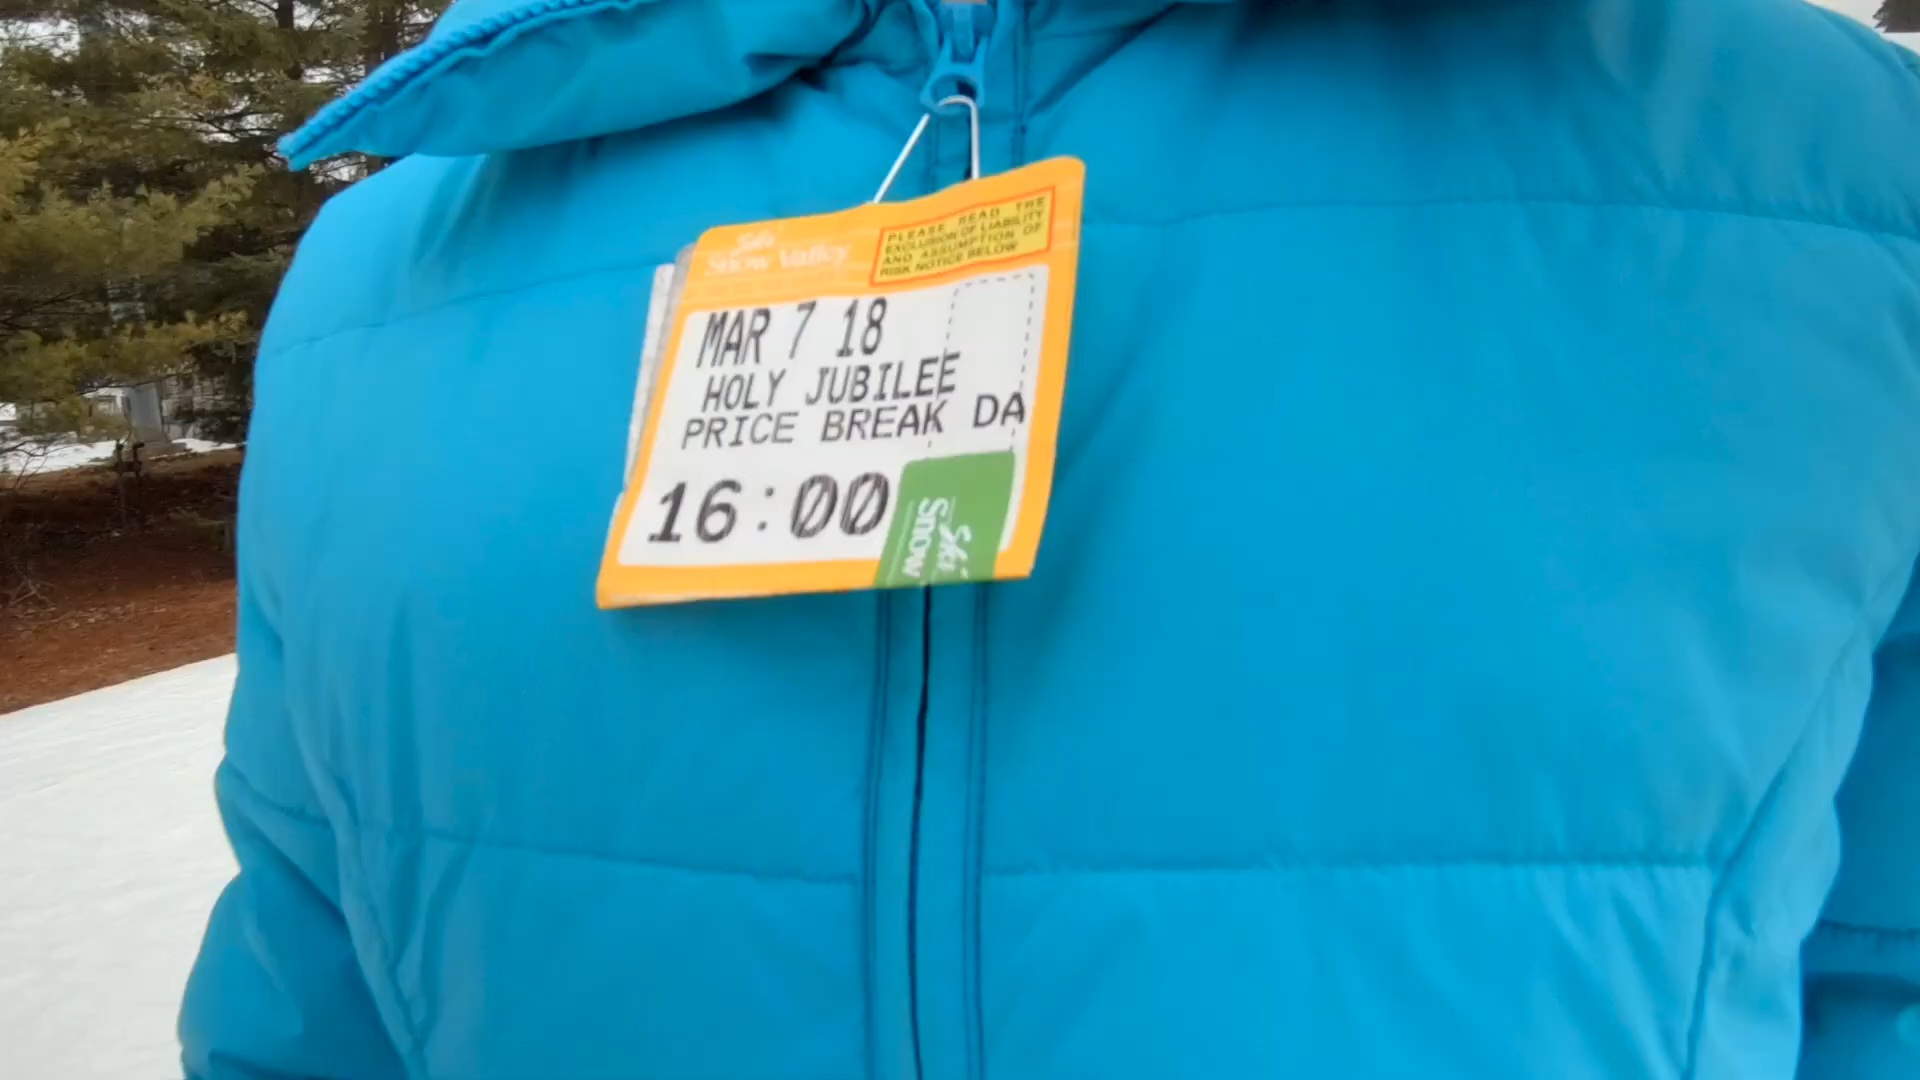 Ski
Snow Valley
PLEASE READ THE
EXCLUSION OF LIABILITY
AND ASSUMPTION OF
RISK NOTICE BELOW
MAR 7 18
HOLY JUBILEE
PRICE BREAK DA
16:00
Ski
Snow